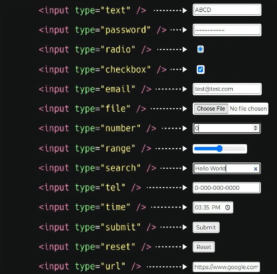 <input type="text" /> ABCD
<input type="password" /> ----------
<input type="radio" />
<input type="checkbox" />
<input type="email" /> text@test.com
<input type="file" /> Choose File No file chosen
<input type="number" /> 0
<input type="range" />
<input type="search" /> Hello World x
<input type="tel" /> 0-000-000-0000
<input type="time" /> 03:35 PM
<input type="submit" /> Submit
<input type="reset" /> Reset
<input type="url" /> https://www.google.com